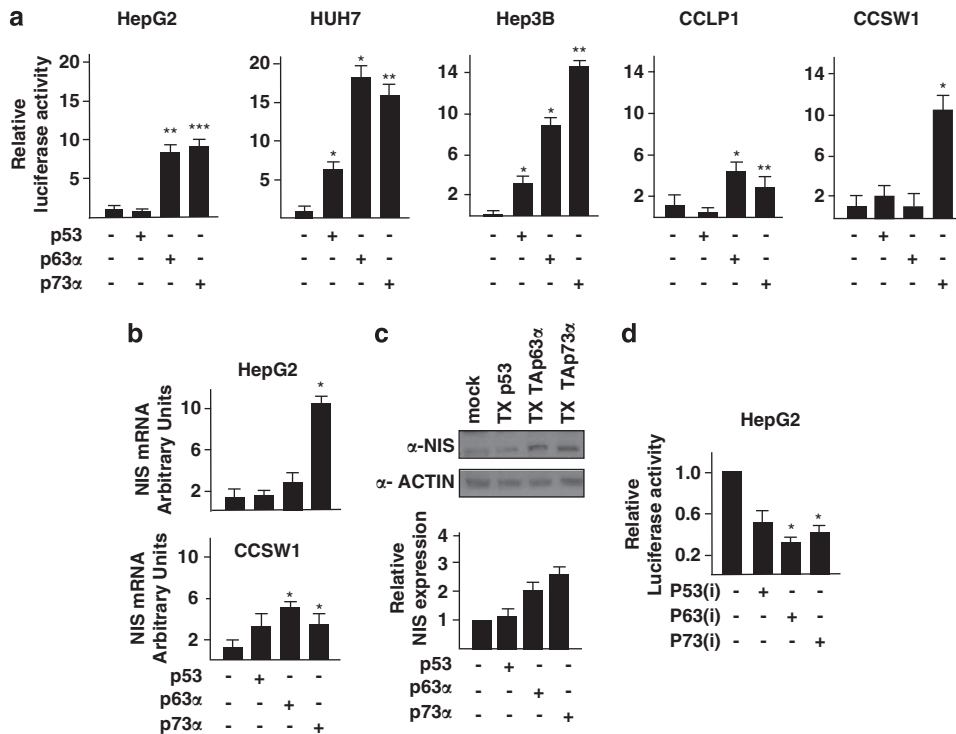 a
HepG2 HUH7 Hep3B CCLP1 CCSW1
Relative
luciferase activity
20
15
10
5
** ***
20
15
10
5
* * **
14
10
6
2
* * **
14
10
6
2
* **
14
10
6
2
*
p53 - + - - - + - - - + - - - + - - - + - -
p63α - - + - - - + - - - + - - - + - - - + -
p73α - - - + - - - + - - - + - - - + - - - +
b
HepG2
NIS mRNA
Arbitrary Units
10
6
2
*
CCSW1
NIS mRNA
Arbitrary Units
10
6
2
* *
p53 - + - -
p63α - - + -
p73α - - - +
c
mock
TX p53
TX TAp63α
TX TAp73α
α-NIS
α- ACTIN
Relative
NIS expression
4
3
2
1
p53 - + - -
p63α - - + -
p73α - - - +
d
HepG2
Relative
Luciferase activity
1.0
0.6
0.2
* *
P53(i) - + - -
P63(i) - - + -
P73(i) - - - +